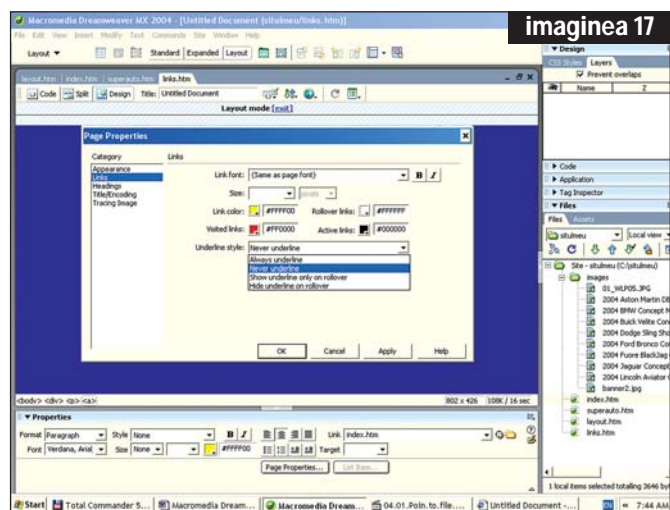 imaginea 17
Macromedia Dreamweaver MX 2004 - [Untitled Document (situlmeu/links.htm)]
File Edit View Insert Modify Text Commands Site Window Help
Layout Standard Expanded Layout
layout.htm index.htm superauto.htm links.htm
Code Split Design Title: Untitled Document
Layout mode [exit]
Page Properties
Category Links
Appearance
Links
Headings
Title/Encoding
Tracing Image
Link font: (Same as page font) B I
Size: pixels
Link color: #FFFF00 Rollover links: #FFFFFF
Visited links: #FF0000 Active links: #000000
Underline style: Never underline
Always underline
Never underline
Show underline only on rollover
Hide underline on rollover
OK Cancel Apply Help
<body> <div> <p> <a> 802 x 426 108K / 16 sec
Properties
Format Paragraph Style None B I Link index.htm
Font Verdana, Arial, Size None #FFFF00 Target
Page Properties... List Item...
Design
CSS Styles Layers
Prevent overlaps
Name Z
Code
Application
Tag Inspector
Files
Files Assets
situlmeu Local view
Site - situlmeu (C:\situlmeu)
images
01_WLP05.JPG
2004 Aston Martin DB
2004 BMW Concept
2004 Buick Velite Con
2004 Dodge Sling Sho
2004 Ford Bronco Co
2004 Fuore BlackJag
2004 Jaguar Concept
2004 Lincoln Aviator
banner2.jpg
index.htm
superauto.htm
layout.htm
links.htm
1 local items selected totalling 3646 byt
Start Total Commander 5.... Macromedia Dream... Macromedia Dream... 04.01.Poln.to.file.... Untitled Document -... EN 7:44 AM